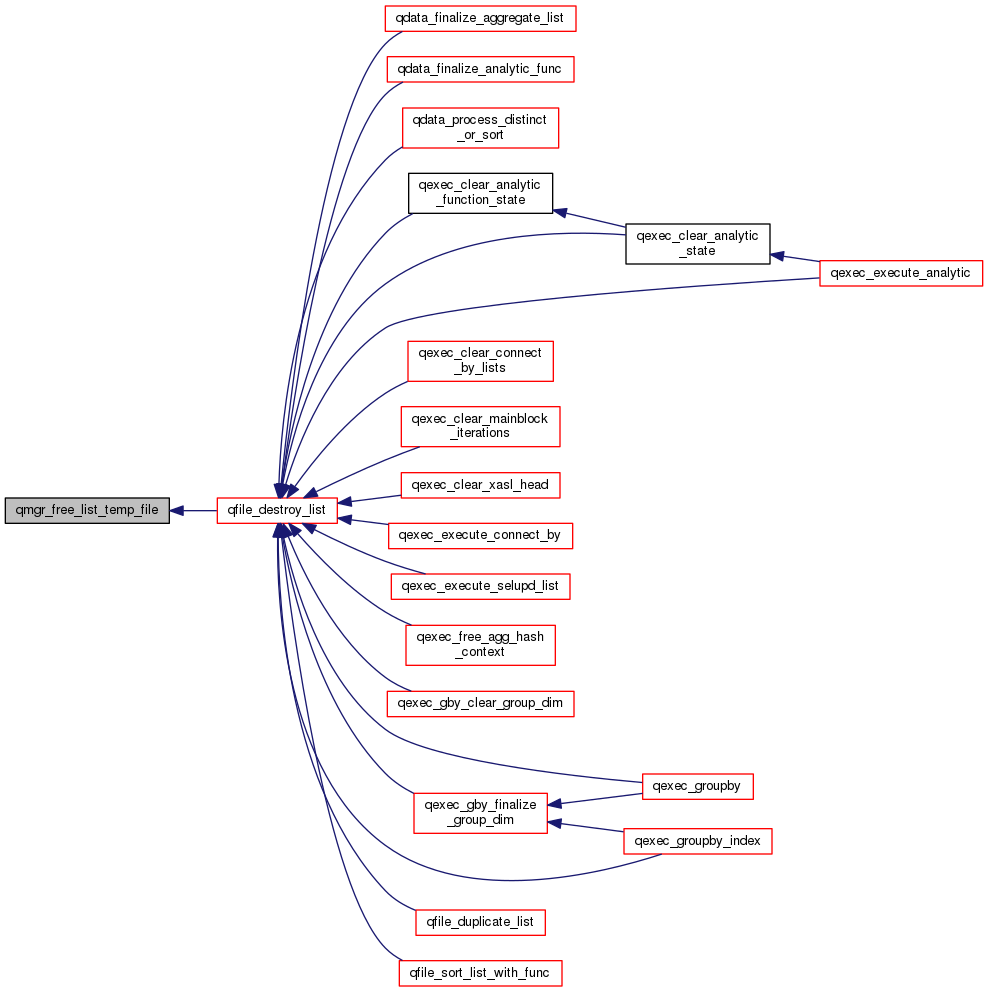 qdata_finalize_aggregate_list
qdata_finalize_analytic_func
qdata_process_distinct
_or_sort
qexec_clear_analytic
_function_state
qexec_clear_analytic
_state
qexec_execute_analytic
qexec_clear_connect
_by_lists
qexec_clear_mainblock
_iterations
qexec_clear_xasl_head
qmgr_free_list_temp_file
qfile_destroy_list
qexec_execute_connect_by
qexec_execute_selupd_list
qexec_free_agg_hash
_context
qexec_gby_clear_group_dim
qexec_groupby
qexec_gby_finalize
_group_dim
qexec_groupby_index
qfile_duplicate_list
qfile_sort_list_with_func